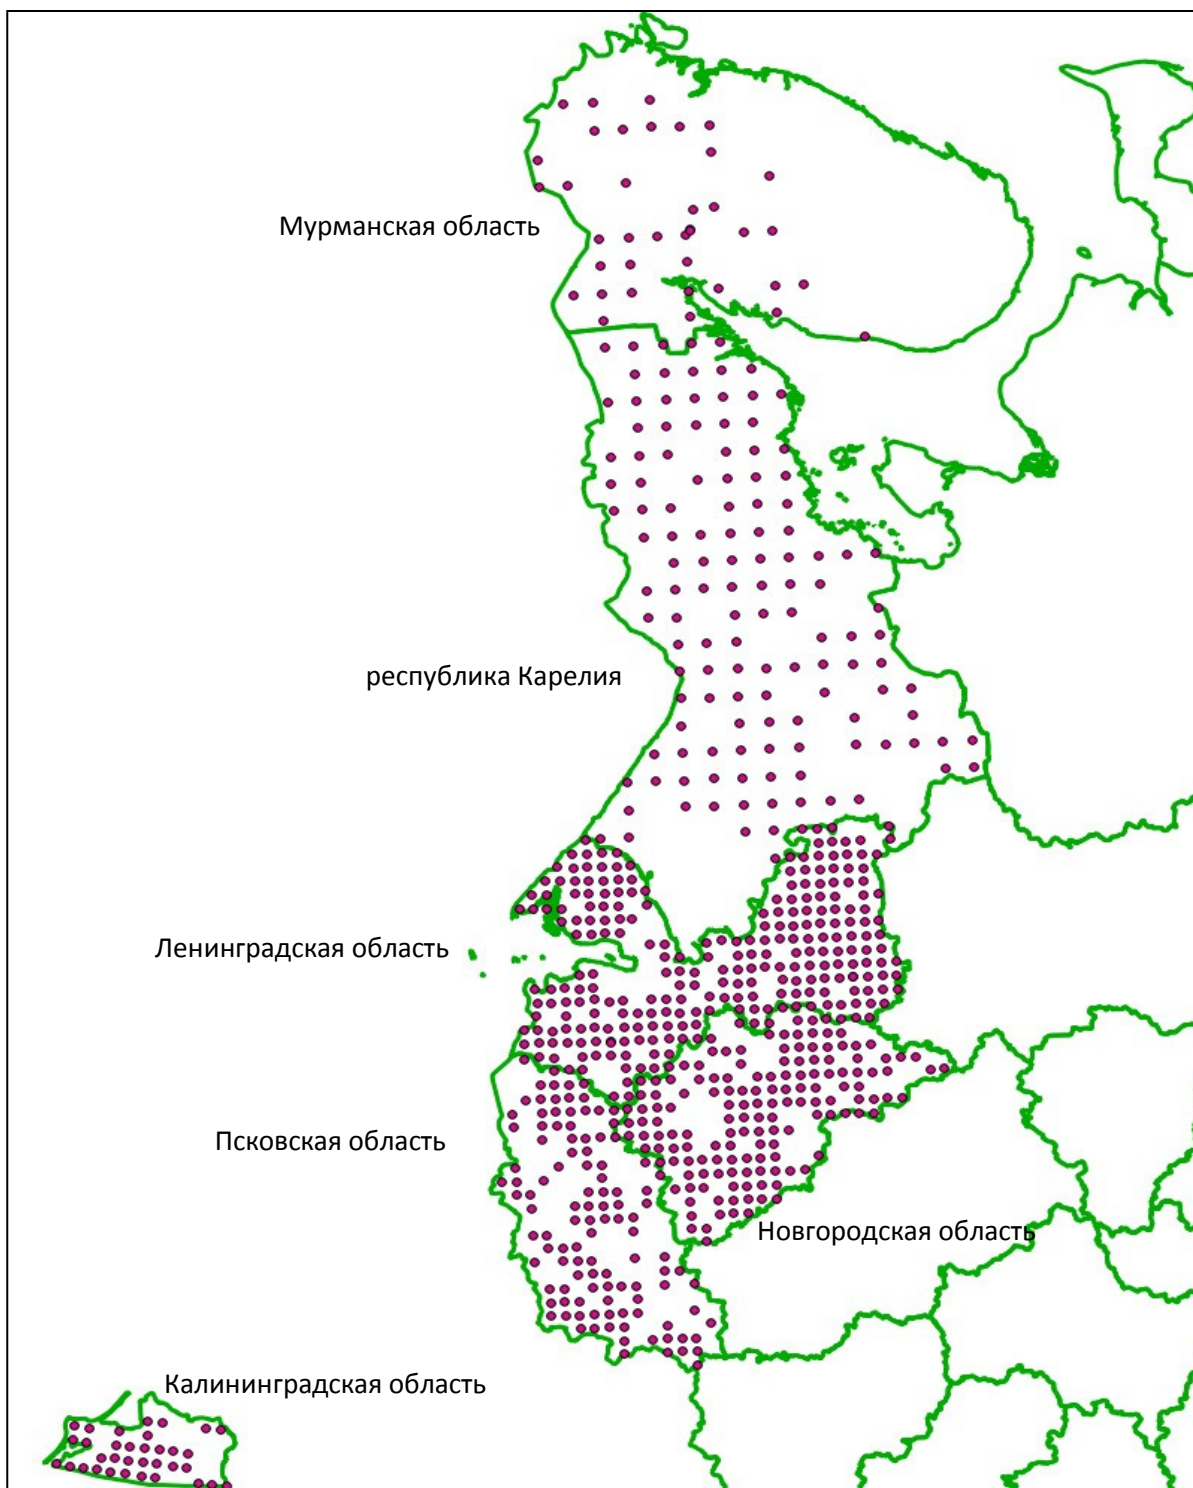 Мурманская область
республика Карелия
Ленинградская область
Псковская область
Новгородская область
Калининградская область